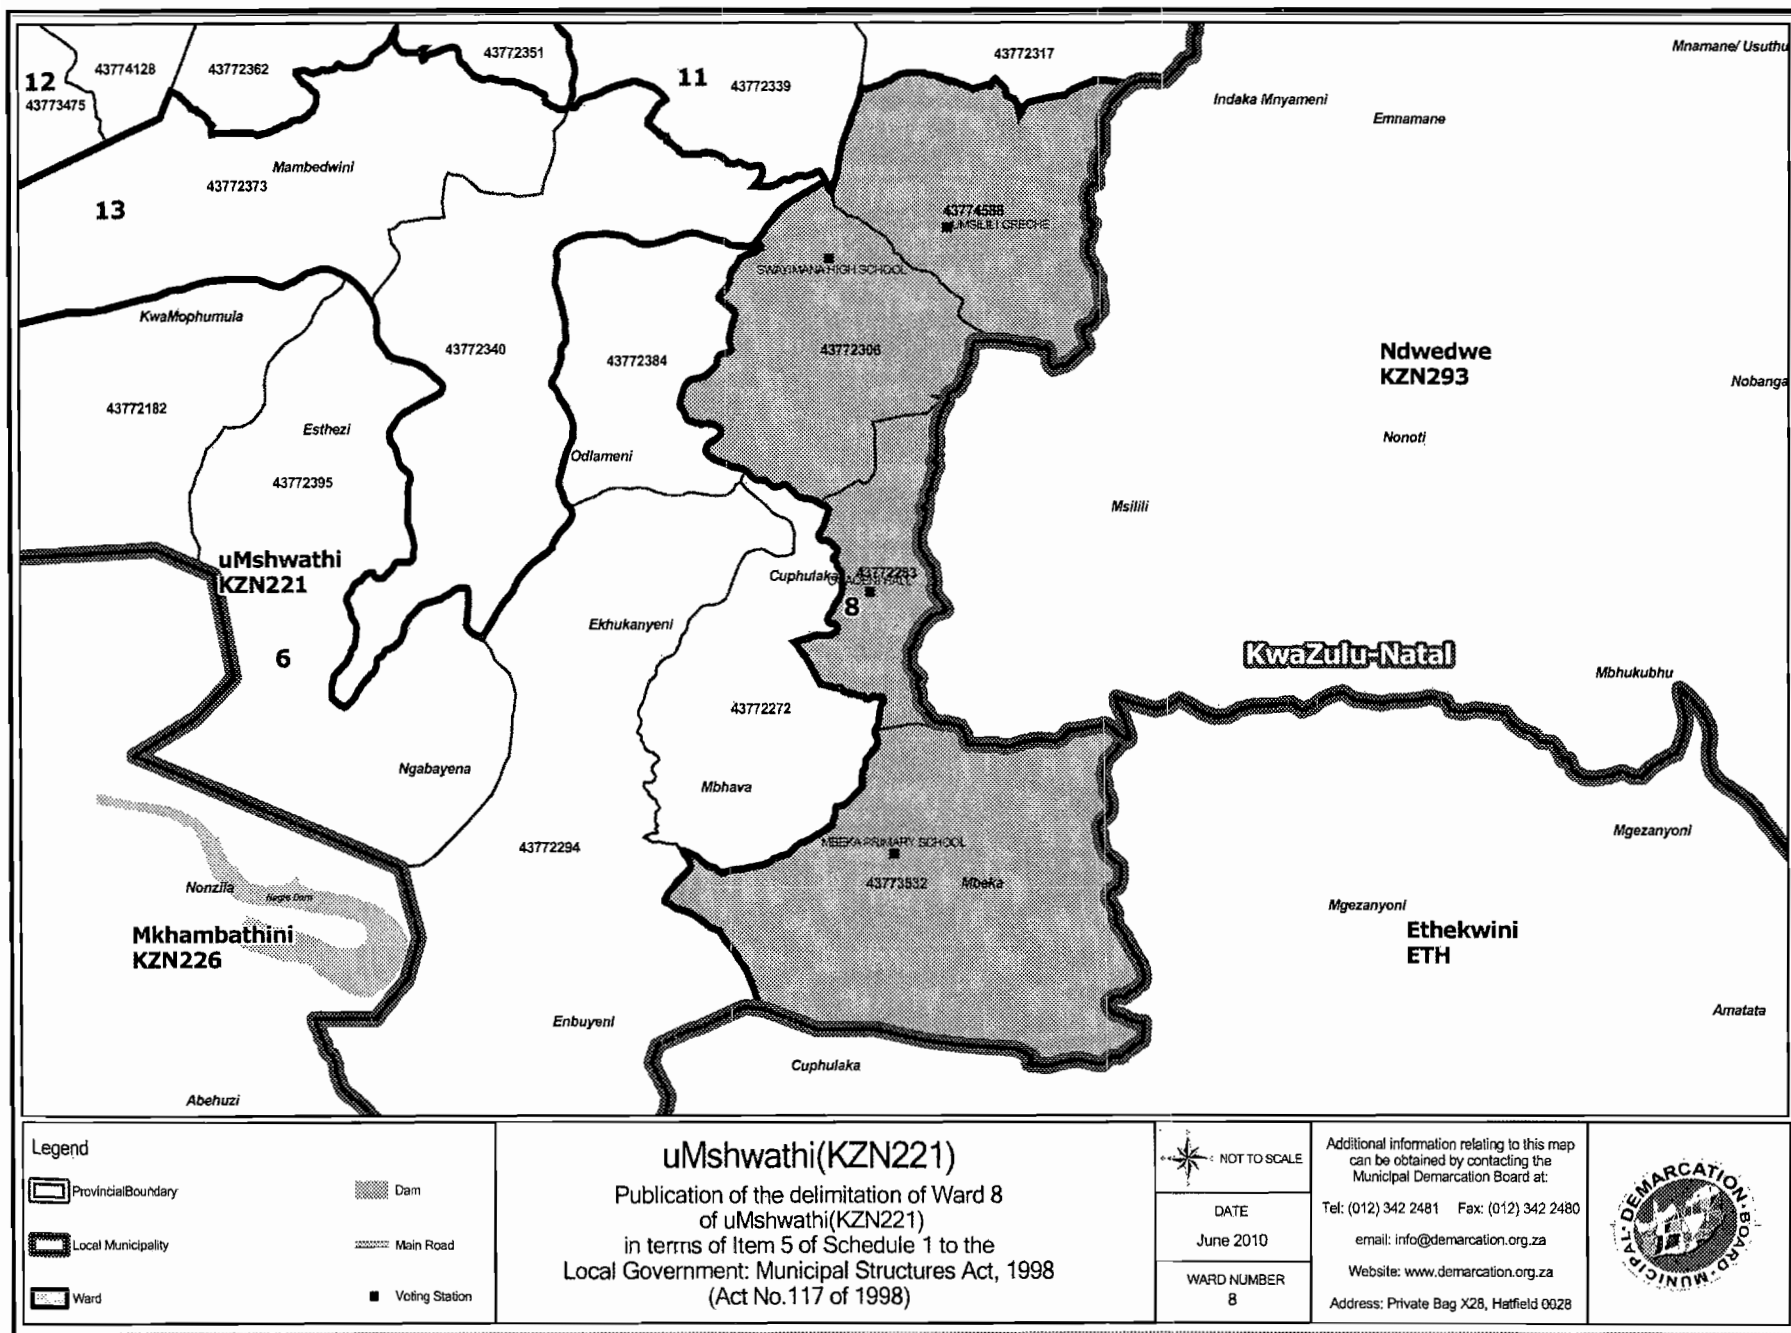 43772351
43772317
Mnamane/ Usuthu
12
43774128
43772362
11
43772339
43773475
Indaka Mnyameni
Emnamane
Mambedwini
43772373
13
43774588
UMSILILI CRECHE
SWAYIMANA HIGH SCHOOL
KwaMophumula
43772340
43772384
43772306
Ndwedwe
KZN293
Nobanga
43772182
Esthezi
Nonoti
Odlameni
43772395
Msilili
uMshwathi
KZN221
Cuphulaka
43772283
8
Ekhukanyeni
6
KwaZulu-Natal
Mbhukubhu
43772272
Ngabayena
Mbhava
Mgezanyoni
43772294
MBEKA PRIMARY SCHOOL
43773532
Mbeka
Nonzila
Nagle Dam
Mgezanyoni
Mkhambathini
KZN226
Ethekwini
ETH
Enbuyeni
Amatata
Cuphulaka
Abehuzi
Legend
ProvincialBoundary
Local Municipality
Ward
Dam
Main Road
Voting Station
uMshwathi(KZN221)
Publication of the delimitation of Ward 8
of uMshwathi(KZN221)
in terms of Item 5 of Schedule 1 to the
Local Government: Municipal Structures Act, 1998
(Act No.117 of 1998)
NOT TO SCALE
DATE
June 2010
WARD NUMBER
8
Additional information relating to this map
can be obtained by contacting the
Municipal Demarcation Board at:
Tel: (012) 342 2481 Fax: (012) 342 2480
email: info@demarcation.org.za
Website: www.demarcation.org.za
Address: Private Bag X28, Hatfield 0028
MUNICIPAL DEMARCATION BOARD